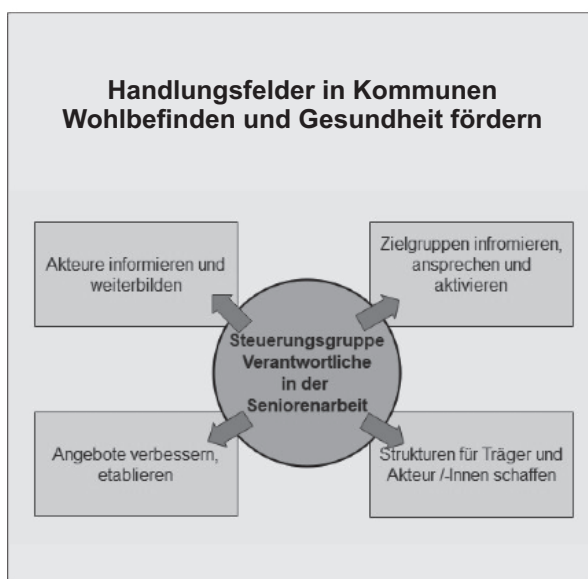 Handlungsfelder in Kommunen
Wohlbefinden und Gesundheit fördern
Akteure informieren und
weiterbilden
Zielgruppen infromieren,
ansprechen und
aktivieren
Steuerungsgruppe
Verantwortliche
in der
Seniorenarbeit
Angebote verbessern,
etablieren
Strukturen für Träger und
Akteur /-Innen schaffen